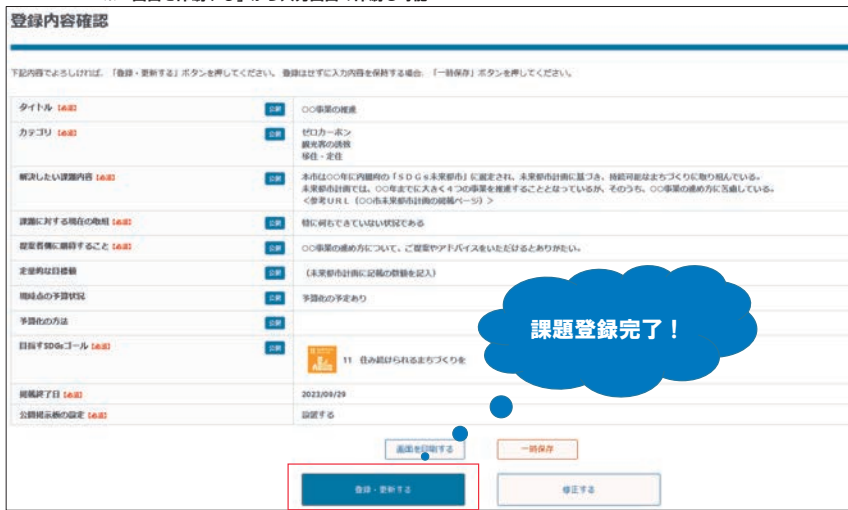 登録内容確認
下記内容でよろしければ、「登録・更新する」ボタンを押してください。登録はせずに入力内容を保持する場合、「一時保存」ボタンを押してください。
タイトル【必須】 公開 ○○事業の推進
カテゴリ【必須】 公開 ゼロカーボン
観光客の誘致
移住・定住
解決したい課題内容【必須】 公開 本市は○○年に内閣府の「SDGs未来都市」に選定され、未来都市計画に基づき、持続可能なまちづくりに取り組んでいる。
未来都市計画では、○○年までに大きく4つの事業を推進することとなっているが、そのうち、○○事業の進め方に苦慮している。
<参考URL(○○市未来都市計画の掲載ページ)>
課題に対する現在の取組【必須】 公開 特に何もできていない状況である
提案者側に期待すること【必須】 公開 ○○事業の進め方について、ご提案やアドバイスをいただけるとありがたい。
定量的な目標値 公開 (未来都市計画に記載の数値を記入)
現時点の予算状況 公開 予算化の予定あり
予算化の方法 公開
目指すSDGsゴール【必須】 公開 11 住み続けられるまちづくりを
掲載終了日【必須】 2023/09/29
公開掲示板の設定【必須】 設置する
課題登録完了!
画面を印刷する 一時保存
登録・更新する 修正する